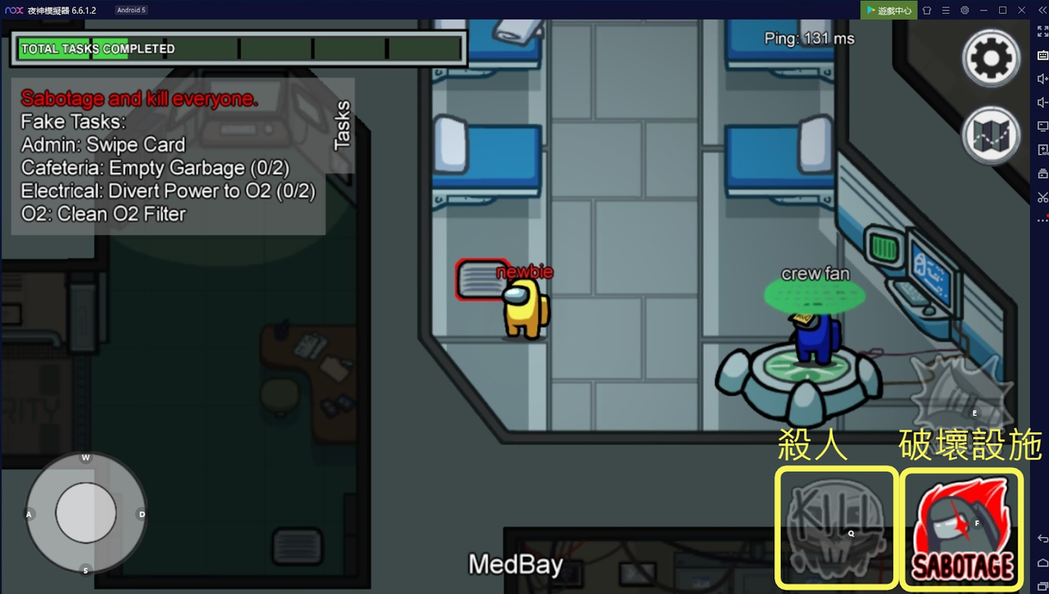 nox 夜神模擬器 6.6.1.2 Android 5 遊戲中心
TOTAL TASKS COMPLETED
Ping: 131 ms
Sabotage and kill everyone.
Fake Tasks:
Admin: Swipe Card
Cafeteria: Empty Garbage (0/2)
Electrical: Divert Power to O2 (0/2)
O2: Clean O2 Filter
Tasks
newbie
crew fan
E
殺人 破壞設施
W
A D
S
KILL
Q
F
SABOTAGE
MedBay